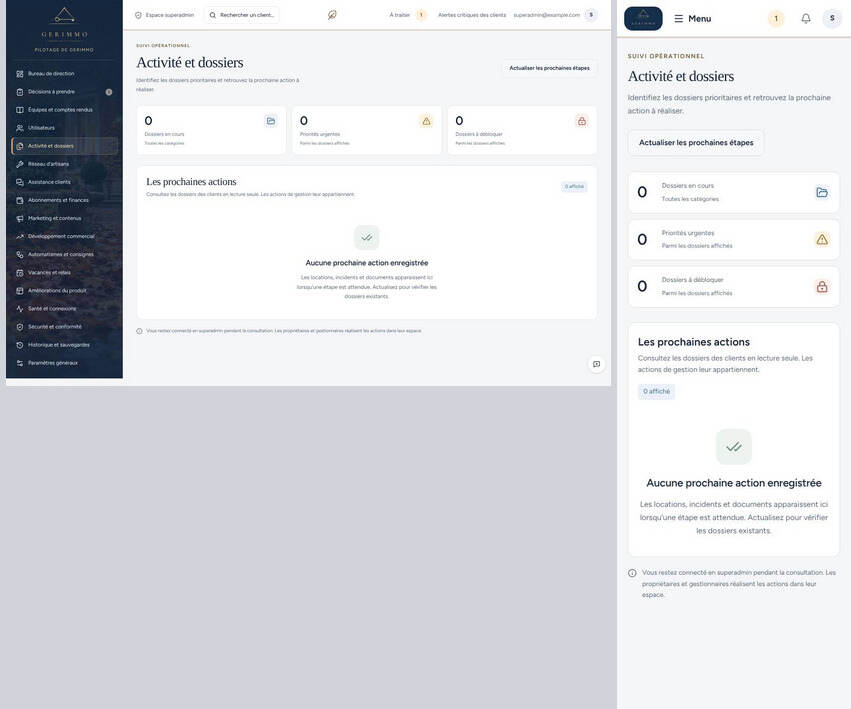 GERIMMO
PILOTAGE DE GERIMMO
Bureau de direction
Décisions à prendre
1
Équipes et comptes rendus
Utilisateurs
Activité et dossiers
Réseau d'artisans
Assistance clients
Abonnements et finances
Marketing et contenus
Développement commercial
Automatismes et consignes
Vacances et relais
Améliorations du produit
Santé et connexions
Sécurité et conformité
Historique et sauvegardes
Paramètres généraux
Espace superadmin
Rechercher un client...
À traiter 1
Alertes critiques des clients
superadmin@example.com
S
SUIVI OPÉRATIONNEL
Activité et dossiers
Identifiez les dossiers prioritaires et retrouvez la prochaine action à
réaliser.
Actualiser les prochaines étapes
0
Dossiers en cours
Toutes les catégories
0
Priorités urgentes
Parmi les dossiers affichés
0
Dossiers à débloquer
Parmi les dossiers affichés
Les prochaines actions
Consultez les dossiers des clients en lecture seule. Les actions de gestion leur appartiennent.
0 affiché
Aucune prochaine action enregistrée
Les locations, incidents et documents apparaissent ici
lorsqu'une étape est attendue. Actualisez pour vérifier les
dossiers existants.
Vous restez connecté en superadmin pendant la consultation. Les propriétaires et gestionnaires réalisent les actions dans leur espace.
GERIMMO
Menu
1
S
SUIVI OPÉRATIONNEL
Activité et dossiers
Identifiez les dossiers prioritaires et retrouvez la prochaine
action à réaliser.
Actualiser les prochaines étapes
0
Dossiers en cours
Toutes les catégories
0
Priorités urgentes
Parmi les dossiers affichés
0
Dossiers à débloquer
Parmi les dossiers affichés
Les prochaines actions
Consultez les dossiers des clients en lecture seule. Les
actions de gestion leur appartiennent.
0 affiché
Aucune prochaine action enregistrée
Les locations, incidents et documents apparaissent ici
lorsqu'une étape est attendue. Actualisez pour vérifier
les dossiers existants.
Vous restez connecté en superadmin pendant la consultation. Les
propriétaires et gestionnaires réalisent les actions dans leur
espace.